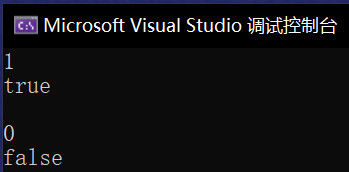 C:\
Microsoft Visual Studio 调试控制台
1
true
0
false